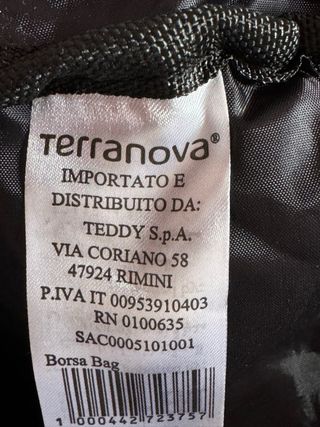 Terranova®
IMPORTATO E
DISTRIBUITO DA:
TEDDY S.p.A.
VIA CORIANO 58
47924 RIMINI
P.IVA IT 00953910403
RN 0100635
SAC0005101001
Borsa Bag
1 000442 723757